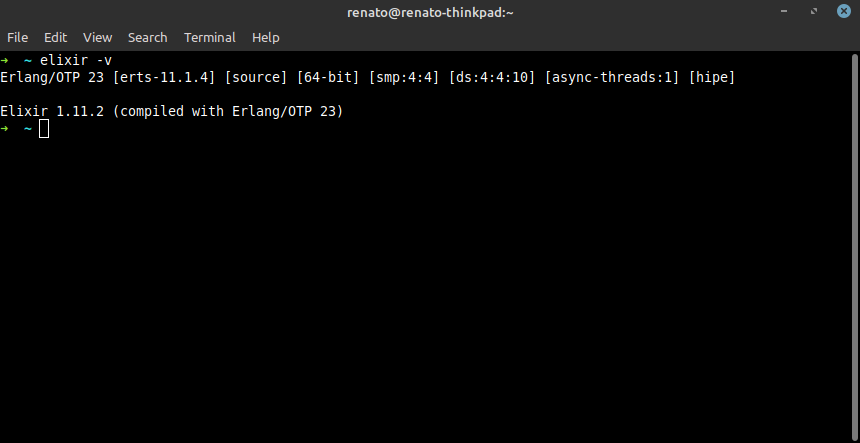 renato@renato-thinkpad:~
File Edit View Search Terminal Help
➜ ~ elixir -v
Erlang/OTP 23 [erts-11.1.4] [source] [64-bit] [smp:4:4] [ds:4:4:10] [async-threads:1] [hipe]
Elixir 1.11.2 (compiled with Erlang/OTP 23)
➜ ~